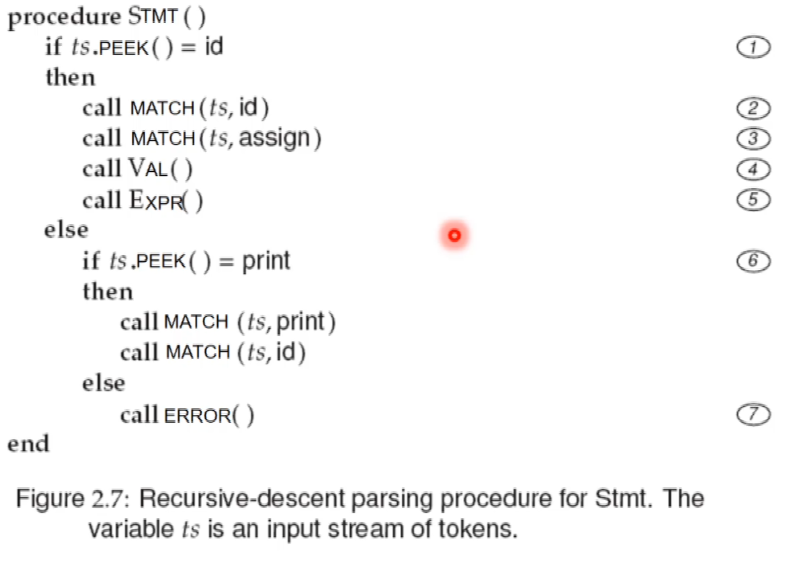 procedure STMT( )
if ts.PEEK( ) = id 1
then
call MATCH(ts, id) 2
call MATCH(ts, assign) 3
call VAL( ) 4
call EXPR( ) 5
else
if ts.PEEK( ) = print 6
then
call MATCH (ts, print)
call MATCH (ts, id)
else
call ERROR( ) 7
end
Figure 2.7: Recursive-descent parsing procedure for Stmt. The
variable ts is an input stream of tokens.